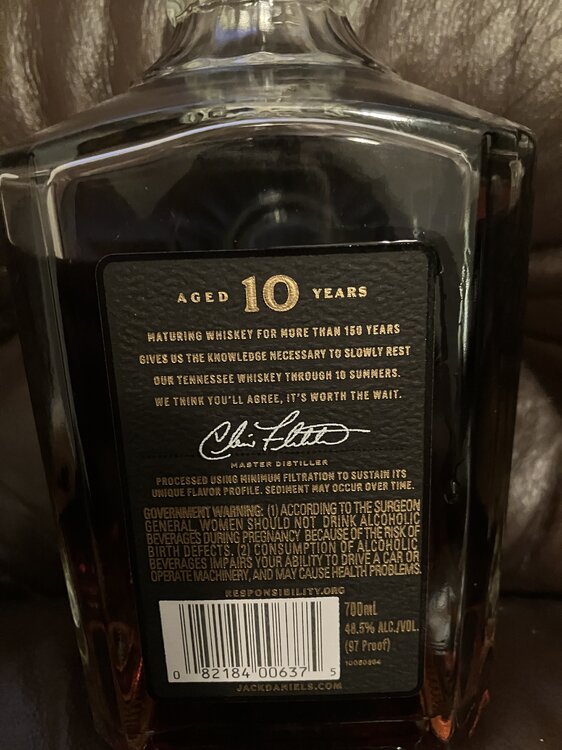 AGED 10 YEARS
MATURING WHISKEY FOR MORE THAN 150 YEARS
GIVES US THE KNOWLEDGE NECESSARY TO SLOWLY REST
OUR TENNESSEE WHISKEY THROUGH 10 SUMMERS.
WE THINK YOU'LL AGREE, IT'S WORTH THE WAIT.
MASTER DISTILLER
PROCESSED USING MINIMUM FILTRATION TO SUSTAIN ITS
UNIQUE FLAVOR PROFILE. SEDIMENT MAY OCCUR OVER TIME.
GOVERNMENT WARNING: (1) ACCORDING TO THE SURGEON
GENERAL, WOMEN SHOULD NOT DRINK ALCOHOLIC
BEVERAGES DURING PREGNANCY BECAUSE OF THE RISK OF
BIRTH DEFECTS. (2) CONSUMPTION OF ALCOHOLIC
BEVERAGES IMPAIRS YOUR ABILITY TO DRIVE A CAR OR
OPERATE MACHINERY, AND MAY CAUSE HEALTH PROBLEMS.
RESPONSIBILITY.ORG
700mL
48.5% ALC./VOL.
(97 Proof)
0 82184 00637 5
JACKDANIELS.COM